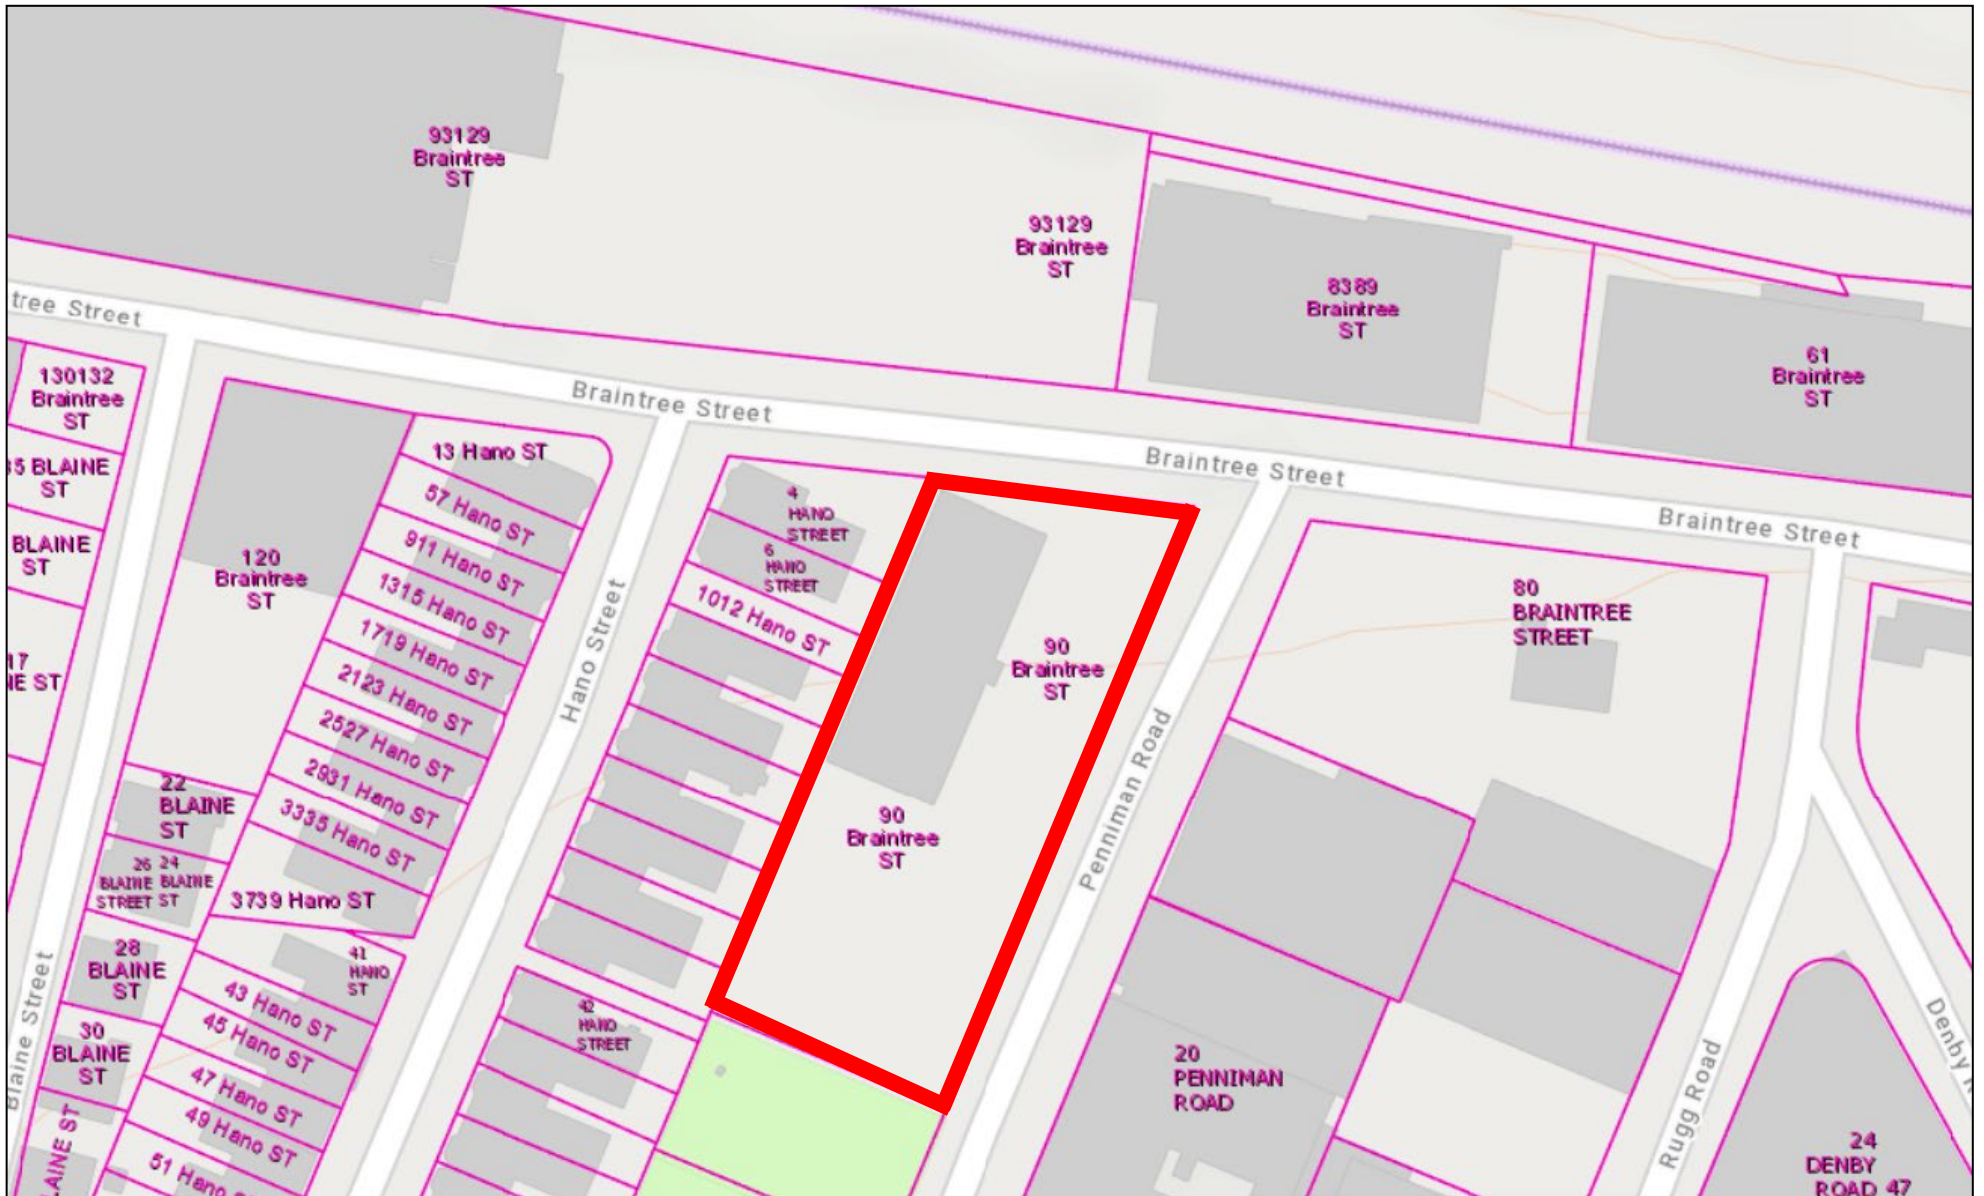 93129
Braintree
ST
93129
Braintree
ST
8389
Braintree
ST
61
Braintree
ST
tree Street
Braintree Street
Braintree Street
Braintree Street
130132
Braintree
ST
BLAINE
ST
BLAINE
ST
ST
120
Braintree
ST
13 Hano ST
57 Hano ST
911 Hano ST
1315 Hano ST
1719 Hano ST
2123 Hano ST
2527 Hano ST
2931 Hano ST
3335 Hano ST
3739 Hano ST
Hano Street
4
HANO
STREET
6
HANO
STREET
1012 Hano ST
90
Braintree
ST
90
Braintree
ST
80
BRAINTREE
STREET
Penniman Road
22
BLAINE
ST
26
BLAINE
STREET
24
BLAINE
ST
28
BLAINE
ST
30
BLAINE
ST
Blaine Street
41
HANO
ST
43 Hano ST
45 Hano ST
47 Hano ST
49 Hano ST
51 Hano
42
HANO
STREET
20
PENNIMAN
ROAD
Rugg Road
Denby
24
DENBY
ROAD 47
LAINE ST